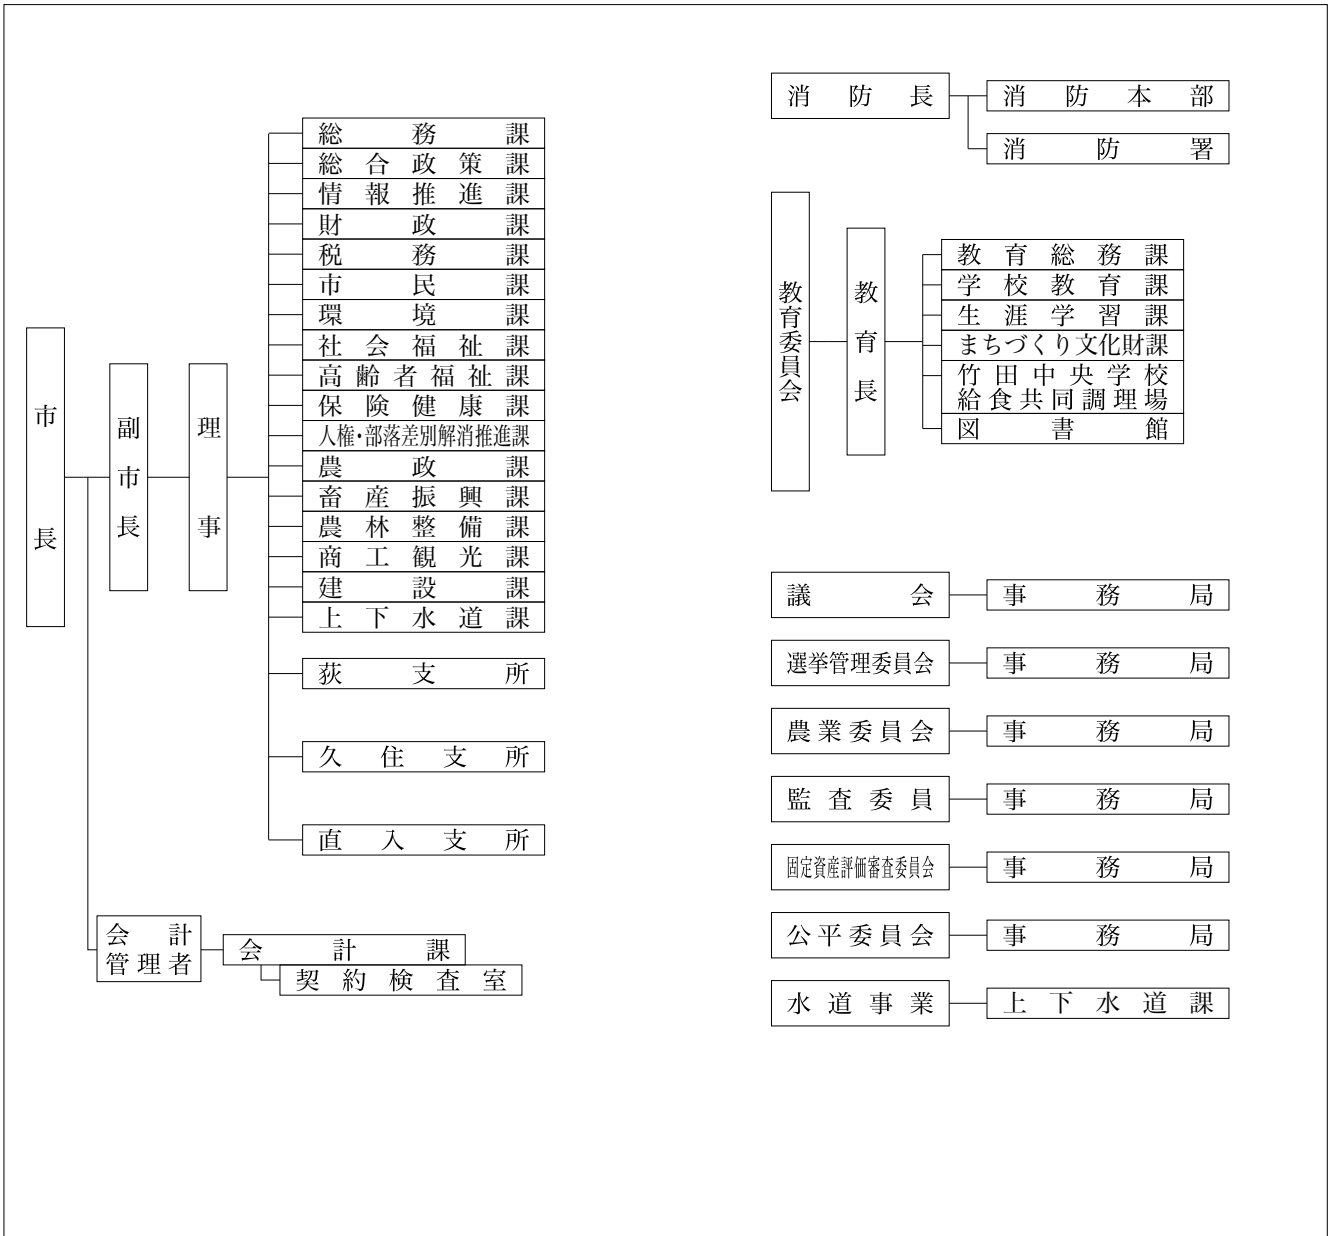 市長
副市長
理事
総務課
総合政策課
情報推進課
財政課
税務課
市民課
環境課
社会福祉課
高齢者福祉課
保険健康課
人権・部落差別解消推進課
農政課
畜産振興課
農林整備課
商工観光課
建設課
上下水道課
荻支所
久住支所
直入支所
会計
管理者
会計課
契約検査室
消防長
消防本部
消防署
教育委員会
教育長
教育総務課
学校教育課
生涯学習課
まちづくり文化財課
竹田中央学校
給食共同調理場
図書館
議会
事務局
選挙管理委員会
事務局
農業委員会
事務局
監査委員
事務局
固定資産評価審査委員会
事務局
公平委員会
事務局
水道事業
上下水道課